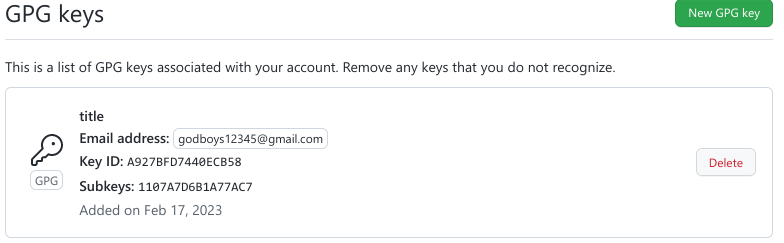 GPG keys
New GPG key
This is a list of GPG keys associated with your account. Remove any keys that you do not recognize.
title
Email address: godboys12345@gmail.com
Key ID: A927BFD7440ECB58
GPG
Subkeys: 1107A7D6B1A77AC7
Delete
Added on Feb 17, 2023